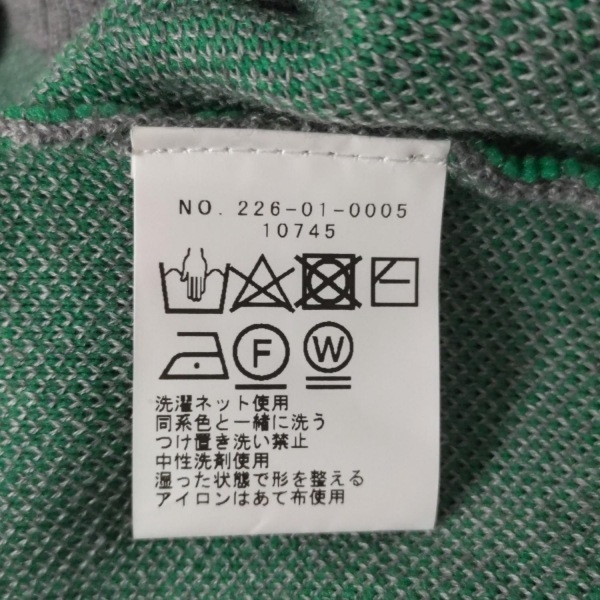 NO. 226-01-0005
10745
F W
洗濯ネット使用
同系色と一緒に洗う
つけ置き洗い禁止
中性洗剤使用
湿った状態で形を整える
アイロンはあて布使用